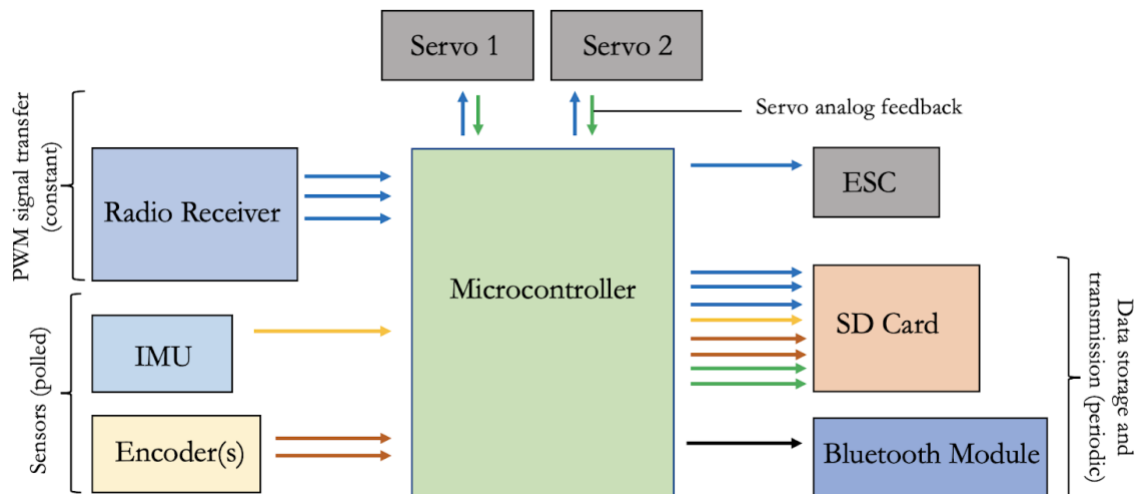 Servo 1
Servo 2
Servo analog feedback
PWM signal transfer
(constant)
Radio Receiver
ESC
Microcontroller
SD Card
IMU
Sensors (polled)
Encoder(s)
Bluetooth Module
Data storage and
transmission (periodic)